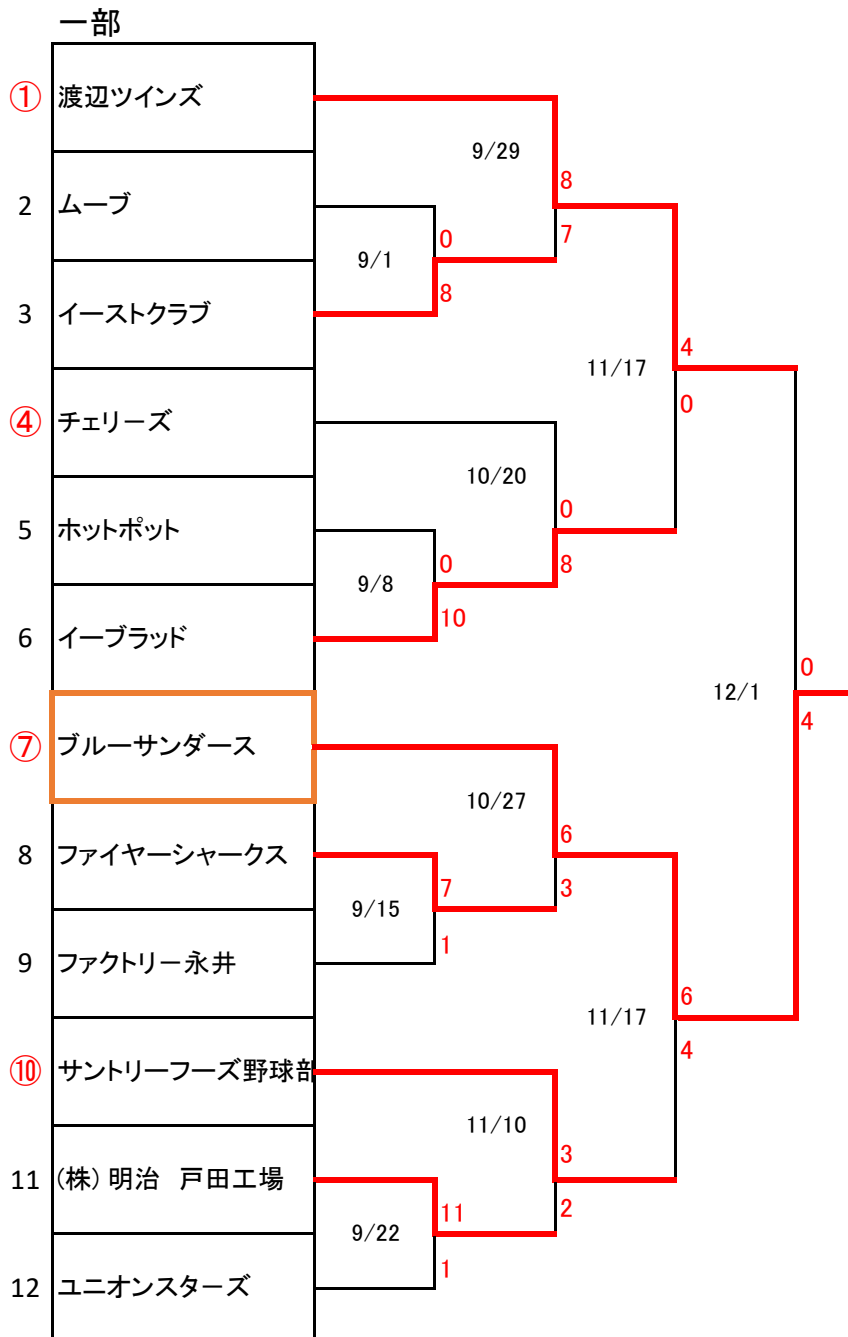 一部
① 渡辺ツインズ
9/29
8
2 ムーブ
0
7
9/1
8
3 イーストクラブ
4
11/17
0
④ チェリーズ
10/20
0
5 ホットポット
0
8
9/8
10
6 イーブラッド
0
12/1
4
⑦ ブルーサンダース
10/27
6
8 ファイヤーシャークス
7
3
9/15
1
9 ファクトリー永井
6
11/17
4
⑩ サントリーフーズ野球部
11/10
3
11 (株)明治　戸田工場
11
2
9/22
1
12 ユニオンスターズ